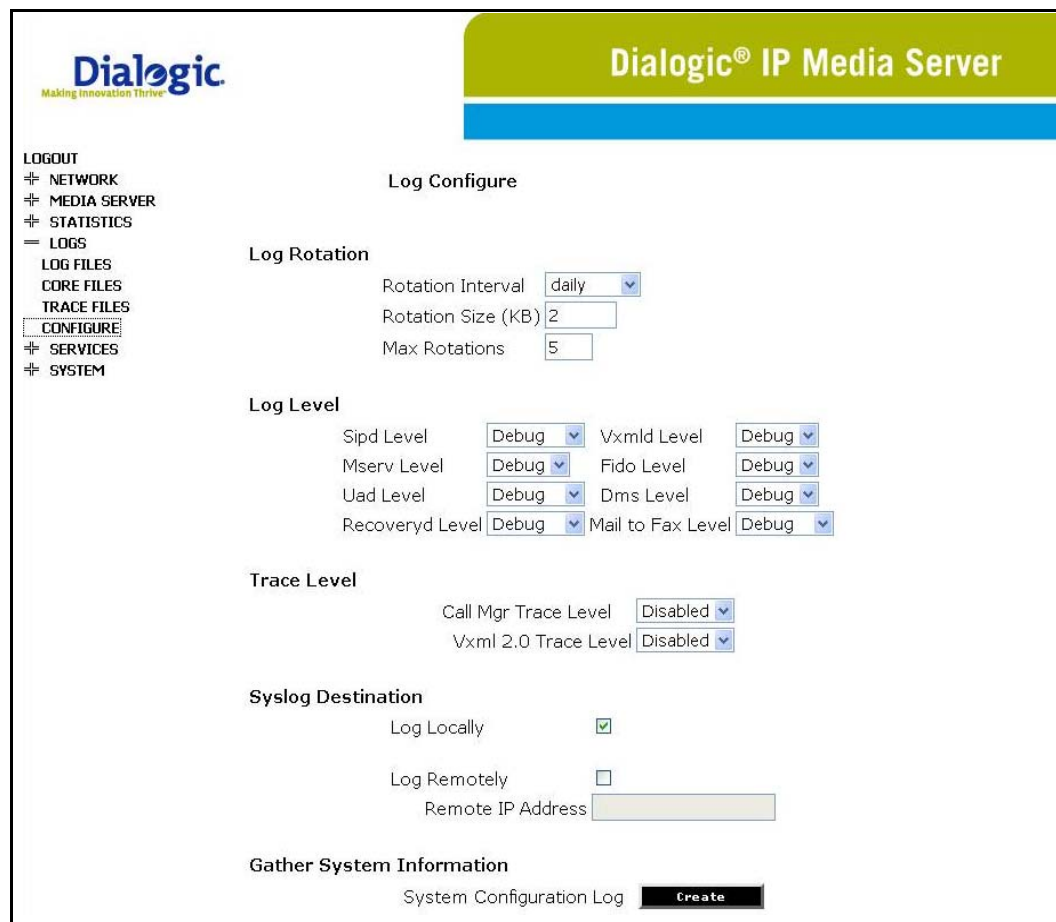 Dialogic®
Making Innovation Thrive™
Dialogic® IP Media Server
LOGOUT
NETWORK
MEDIA SERVER
STATISTICS
LOGS
LOG FILES
CORE FILES
TRACE FILES
CONFIGURE
SERVICES
SYSTEM
Log Configure
Log Rotation
Rotation Interval daily
Rotation Size (KB) 2
Max Rotations 5
Log Level
Sipd Level Debug Vxmld Level Debug
Mserv Level Debug Fido Level Debug
Uad Level Debug Dms Level Debug
Recoveryd Level Debug Mail to Fax Level Debug
Trace Level
Call Mgr Trace Level Disabled
Vxml 2.0 Trace Level Disabled
Syslog Destination
Log Locally
Log Remotely
Remote IP Address
Gather System Information
System Configuration Log Create